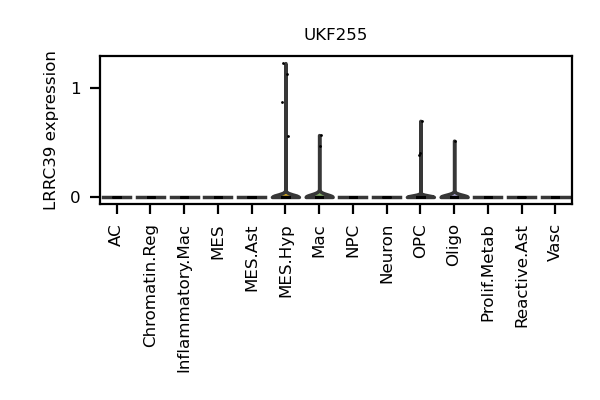 UKF255
LRRC39 expression
1
0
AC
Chromatin.Reg
Inflammatory.Mac
MES
MES.Ast
MES.Hyp
Mac
NPC
Neuron
OPC
Oligo
Prolif.Metab
Reactive.Ast
Vasc